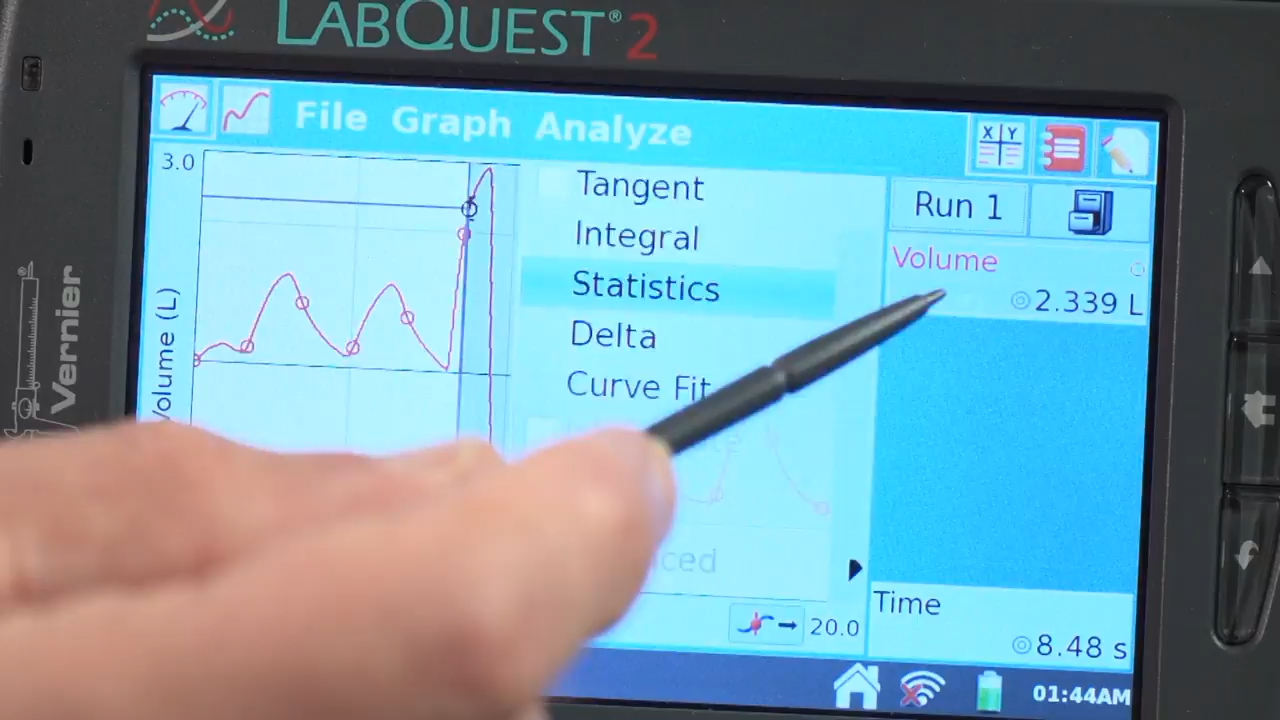 LABQUEST® 2
File Graph Analyze
X Y
3.0
Tangent
Run 1
Integral
Volume
Statistics
2.339 L
Delta
Curve Fit
Volume (L)
Vernier
Time
20.0
8.48 s
01:44AM